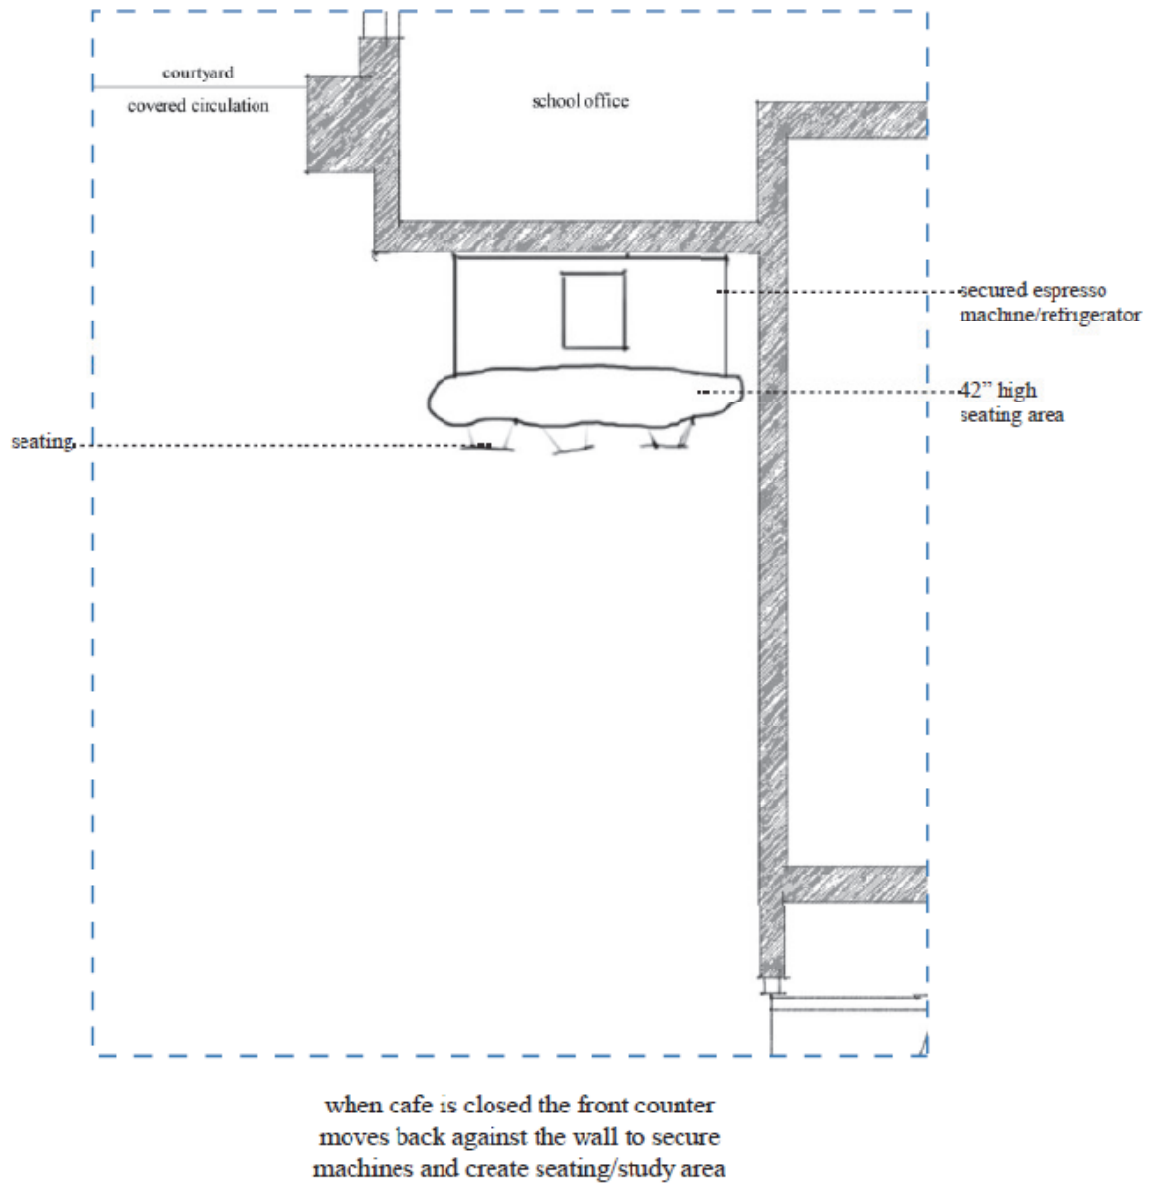 courtyard
covered circulation
school office
secured espresso
machine/refrigerator
42” high
seating area
seating
when cafe is closed the front counter
moves back against the wall to secure
machines and create seating/study area